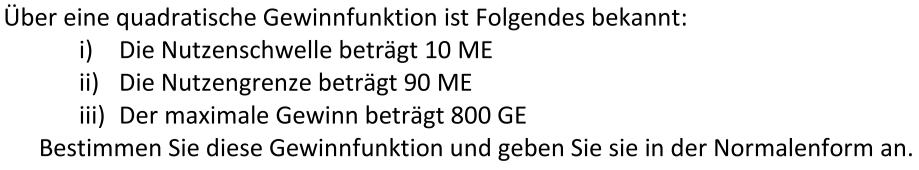 Über eine quadratische Gewinnfunktion ist Folgendes bekannt:
i) Die Nutzenschwelle beträgt 10 ME
ii) Die Nutzengrenze beträgt 90 ME
iii) Der maximale Gewinn beträgt 800 GE
Bestimmen Sie diese Gewinnfunktion und geben Sie sie in der Normalenform an.